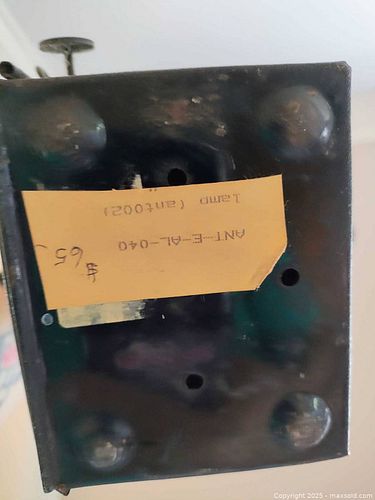 $ 65
ANT-E-AL-040
lamp (ant002)
Copyright 2025 - maxsold.com